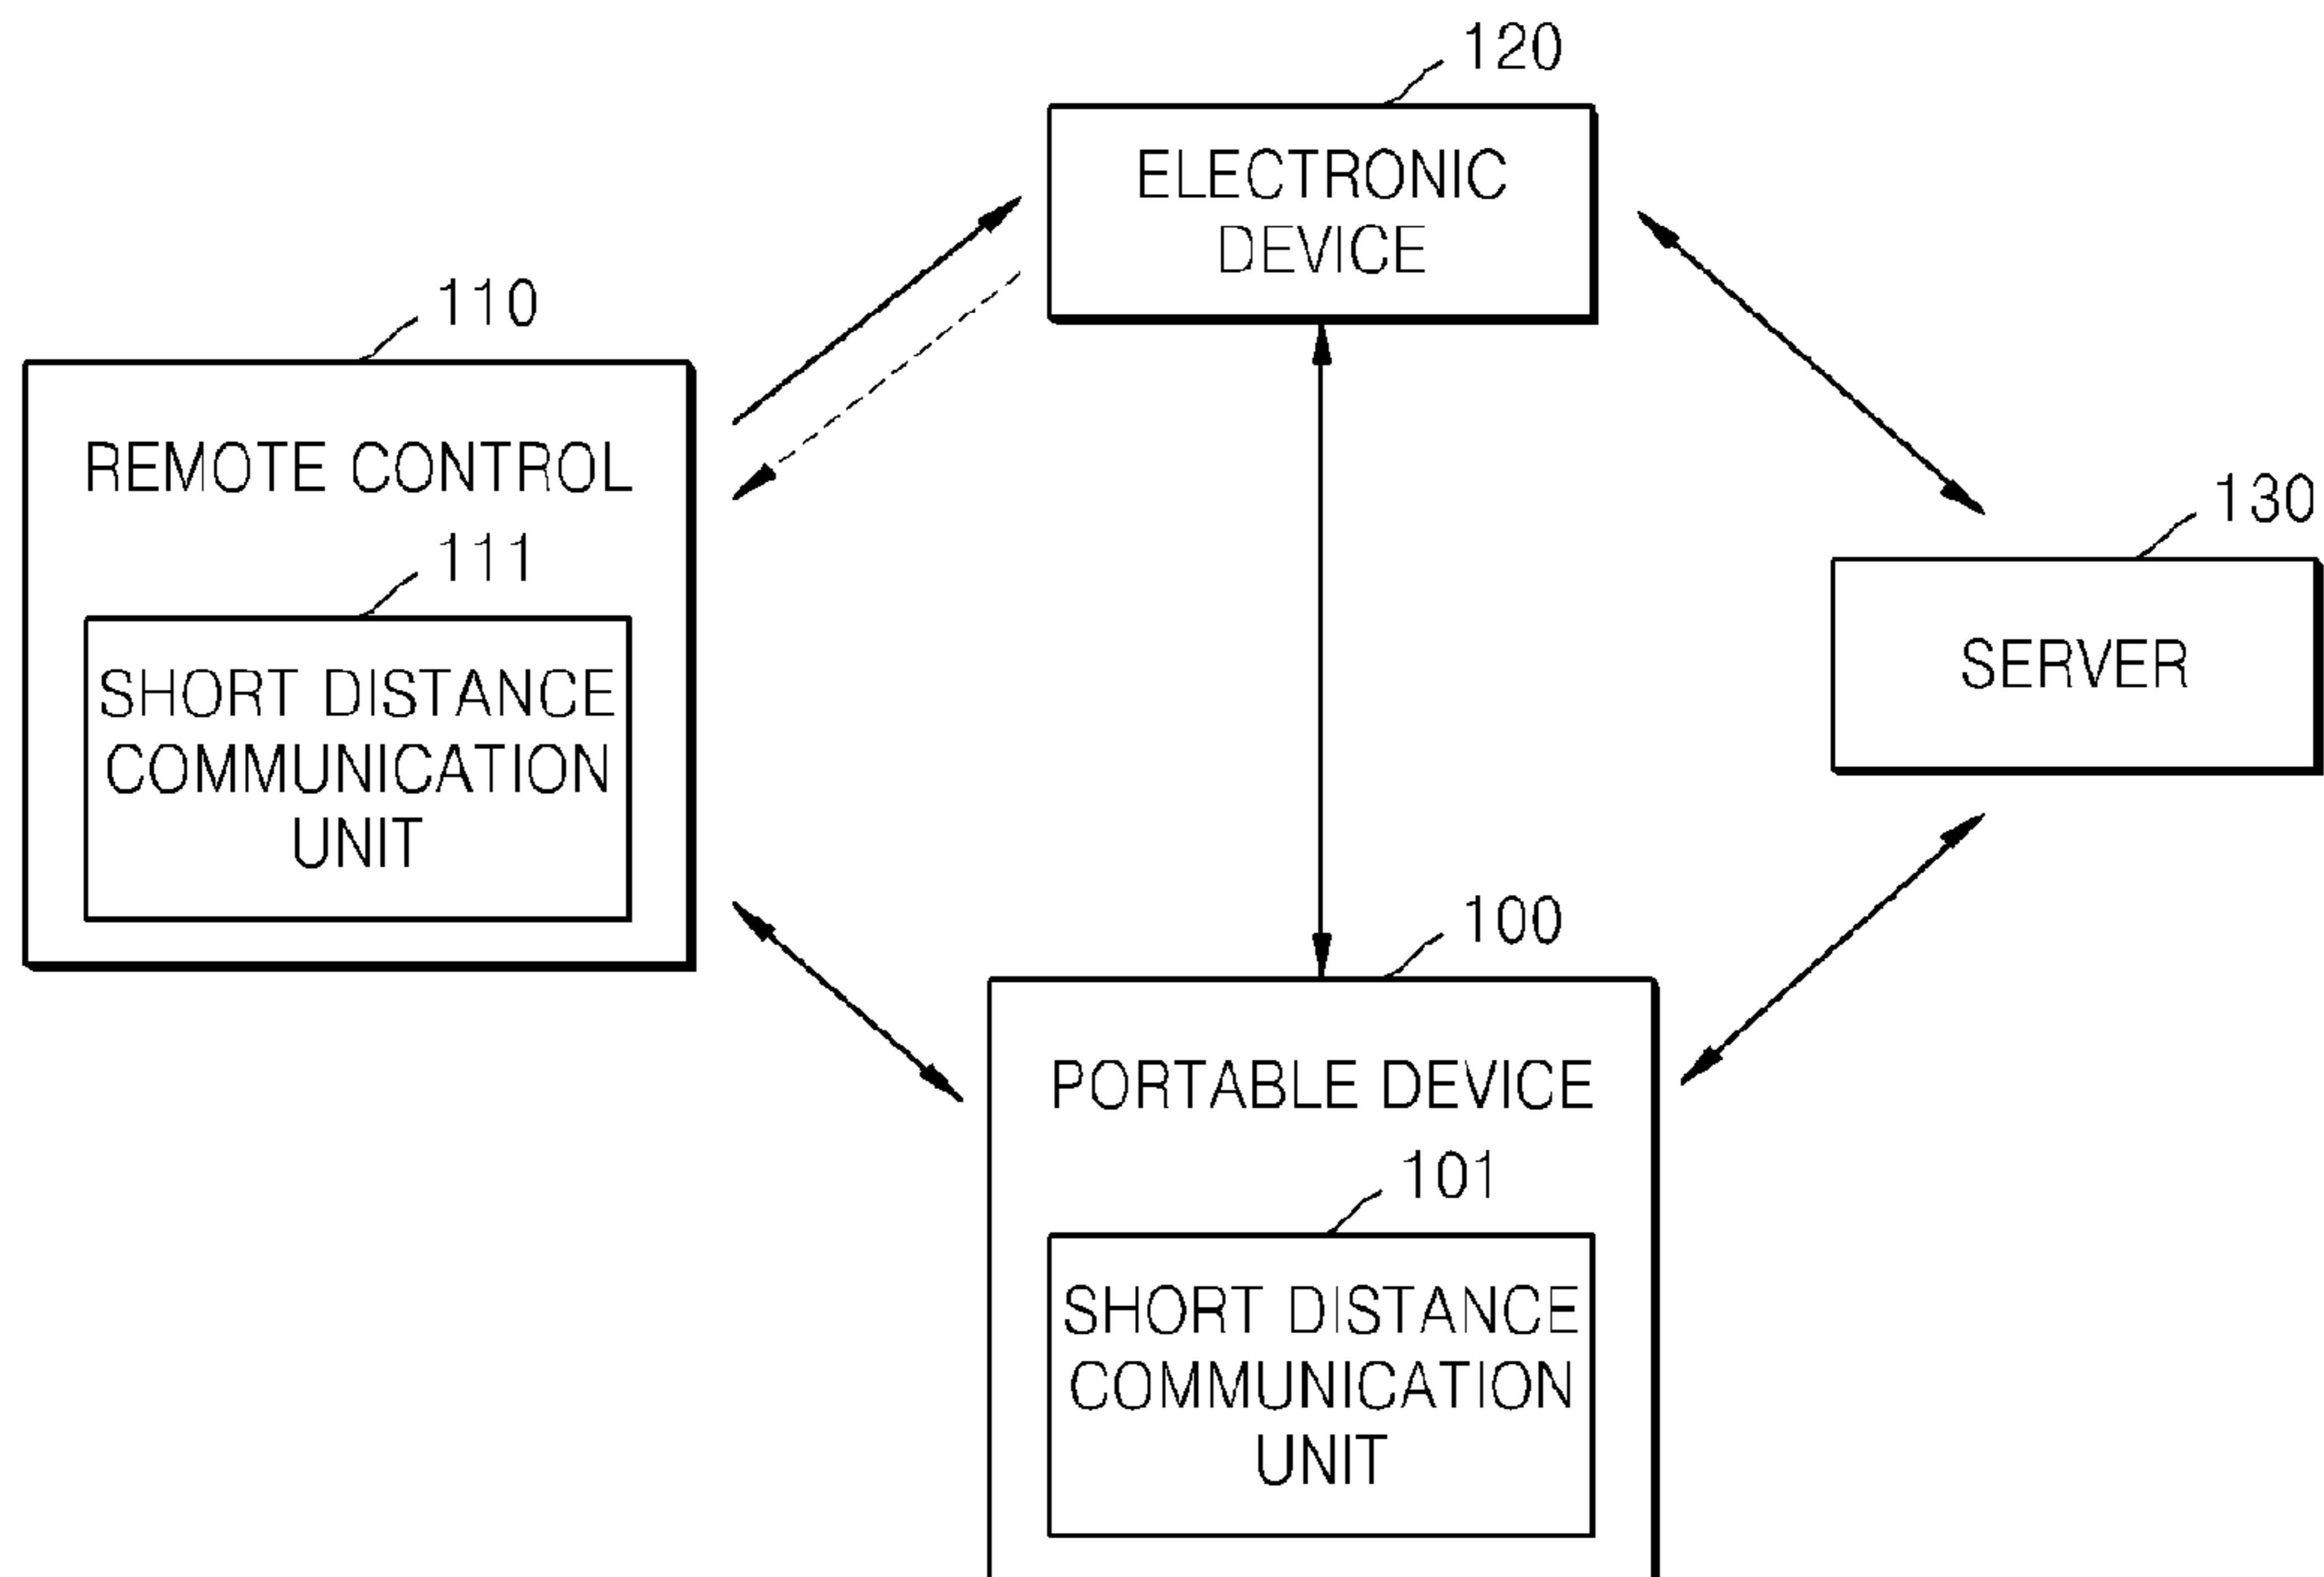 120
ELECTRONIC
DEVICE
110
REMOTE CONTROL
111
SHORT DISTANCE
COMMUNICATION
UNIT
130
SERVER
100
PORTABLE DEVICE
101
SHORT DISTANCE
COMMUNICATION
UNIT